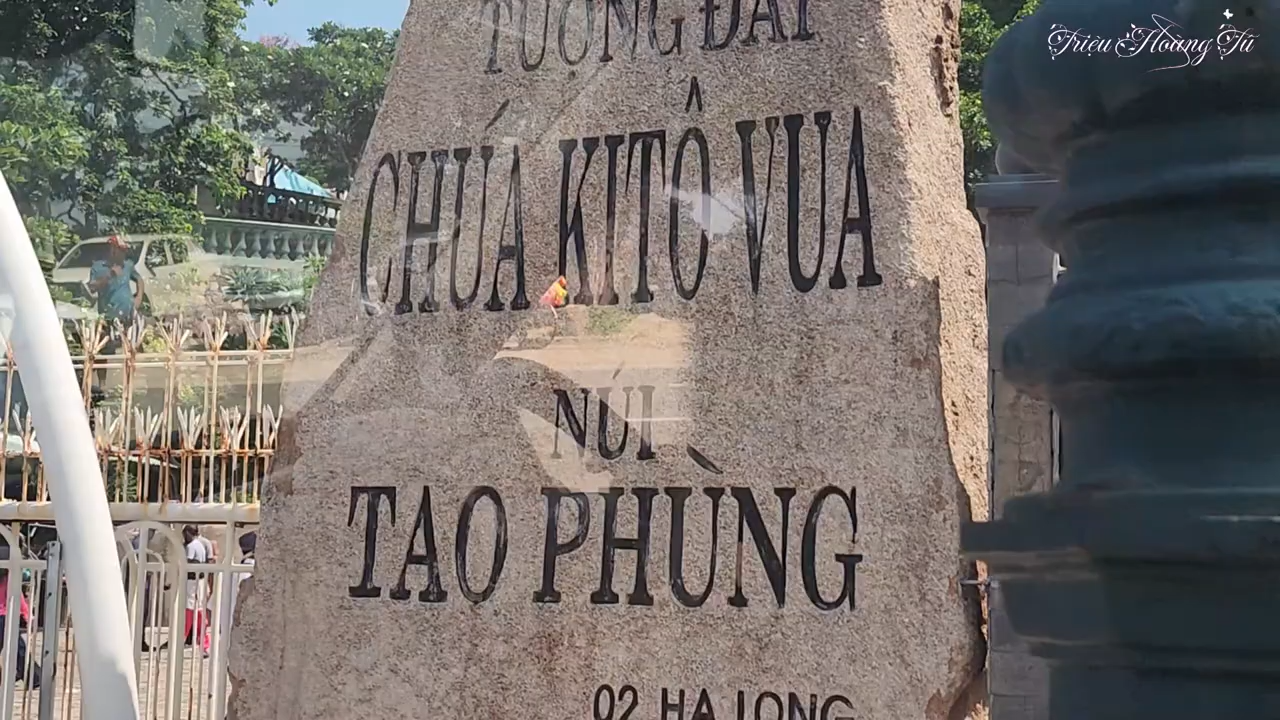 Triệu Hoàng Tú
TƯỢNG ĐÀI
CHÚA KITÔ VUA
NÚI
TAO PHÙNG
02 HẠ LONG